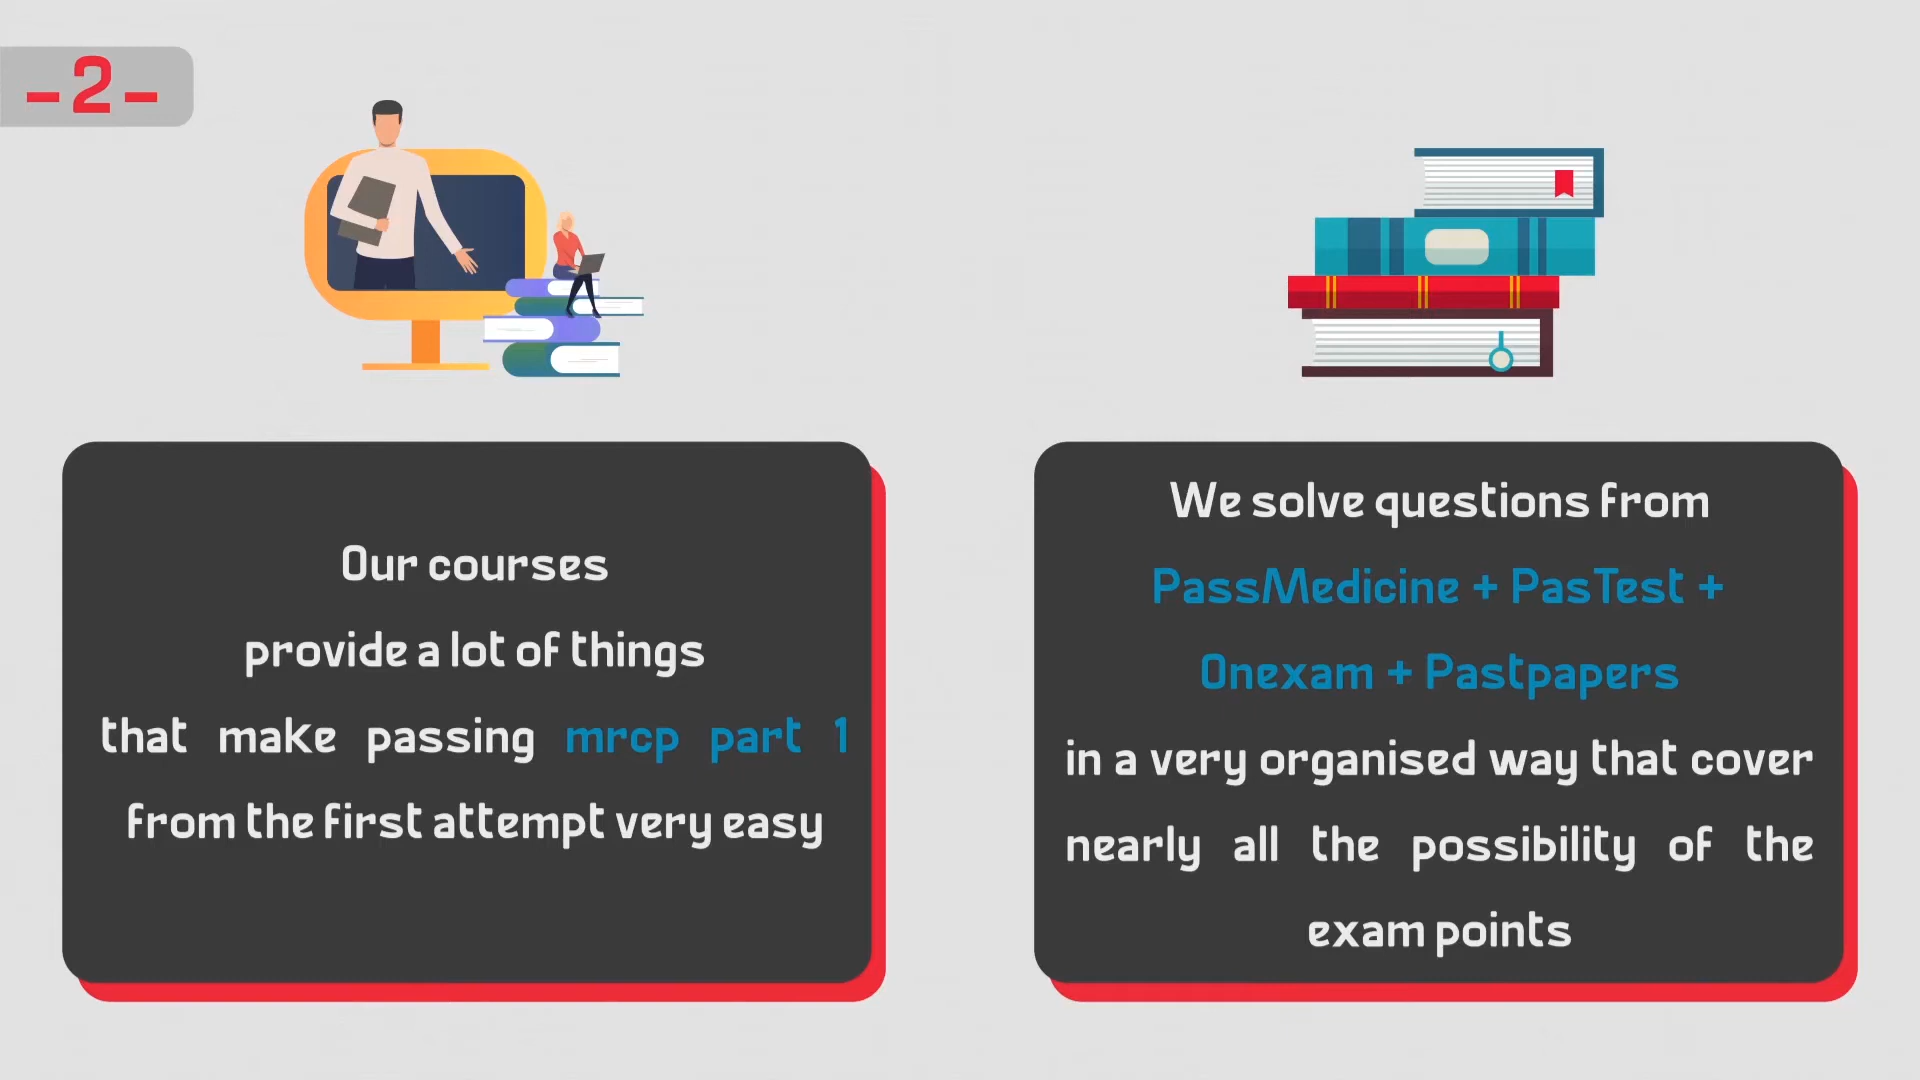 -2-
Our courses
provide a lot of things
that make passing mrcp part 1
from the first attempt very easy
We solve questions from
PassMedicine + PasTest +
Onexam + Pastpapers
in a very organised way that cover
nearly all the possibility of the
exam points